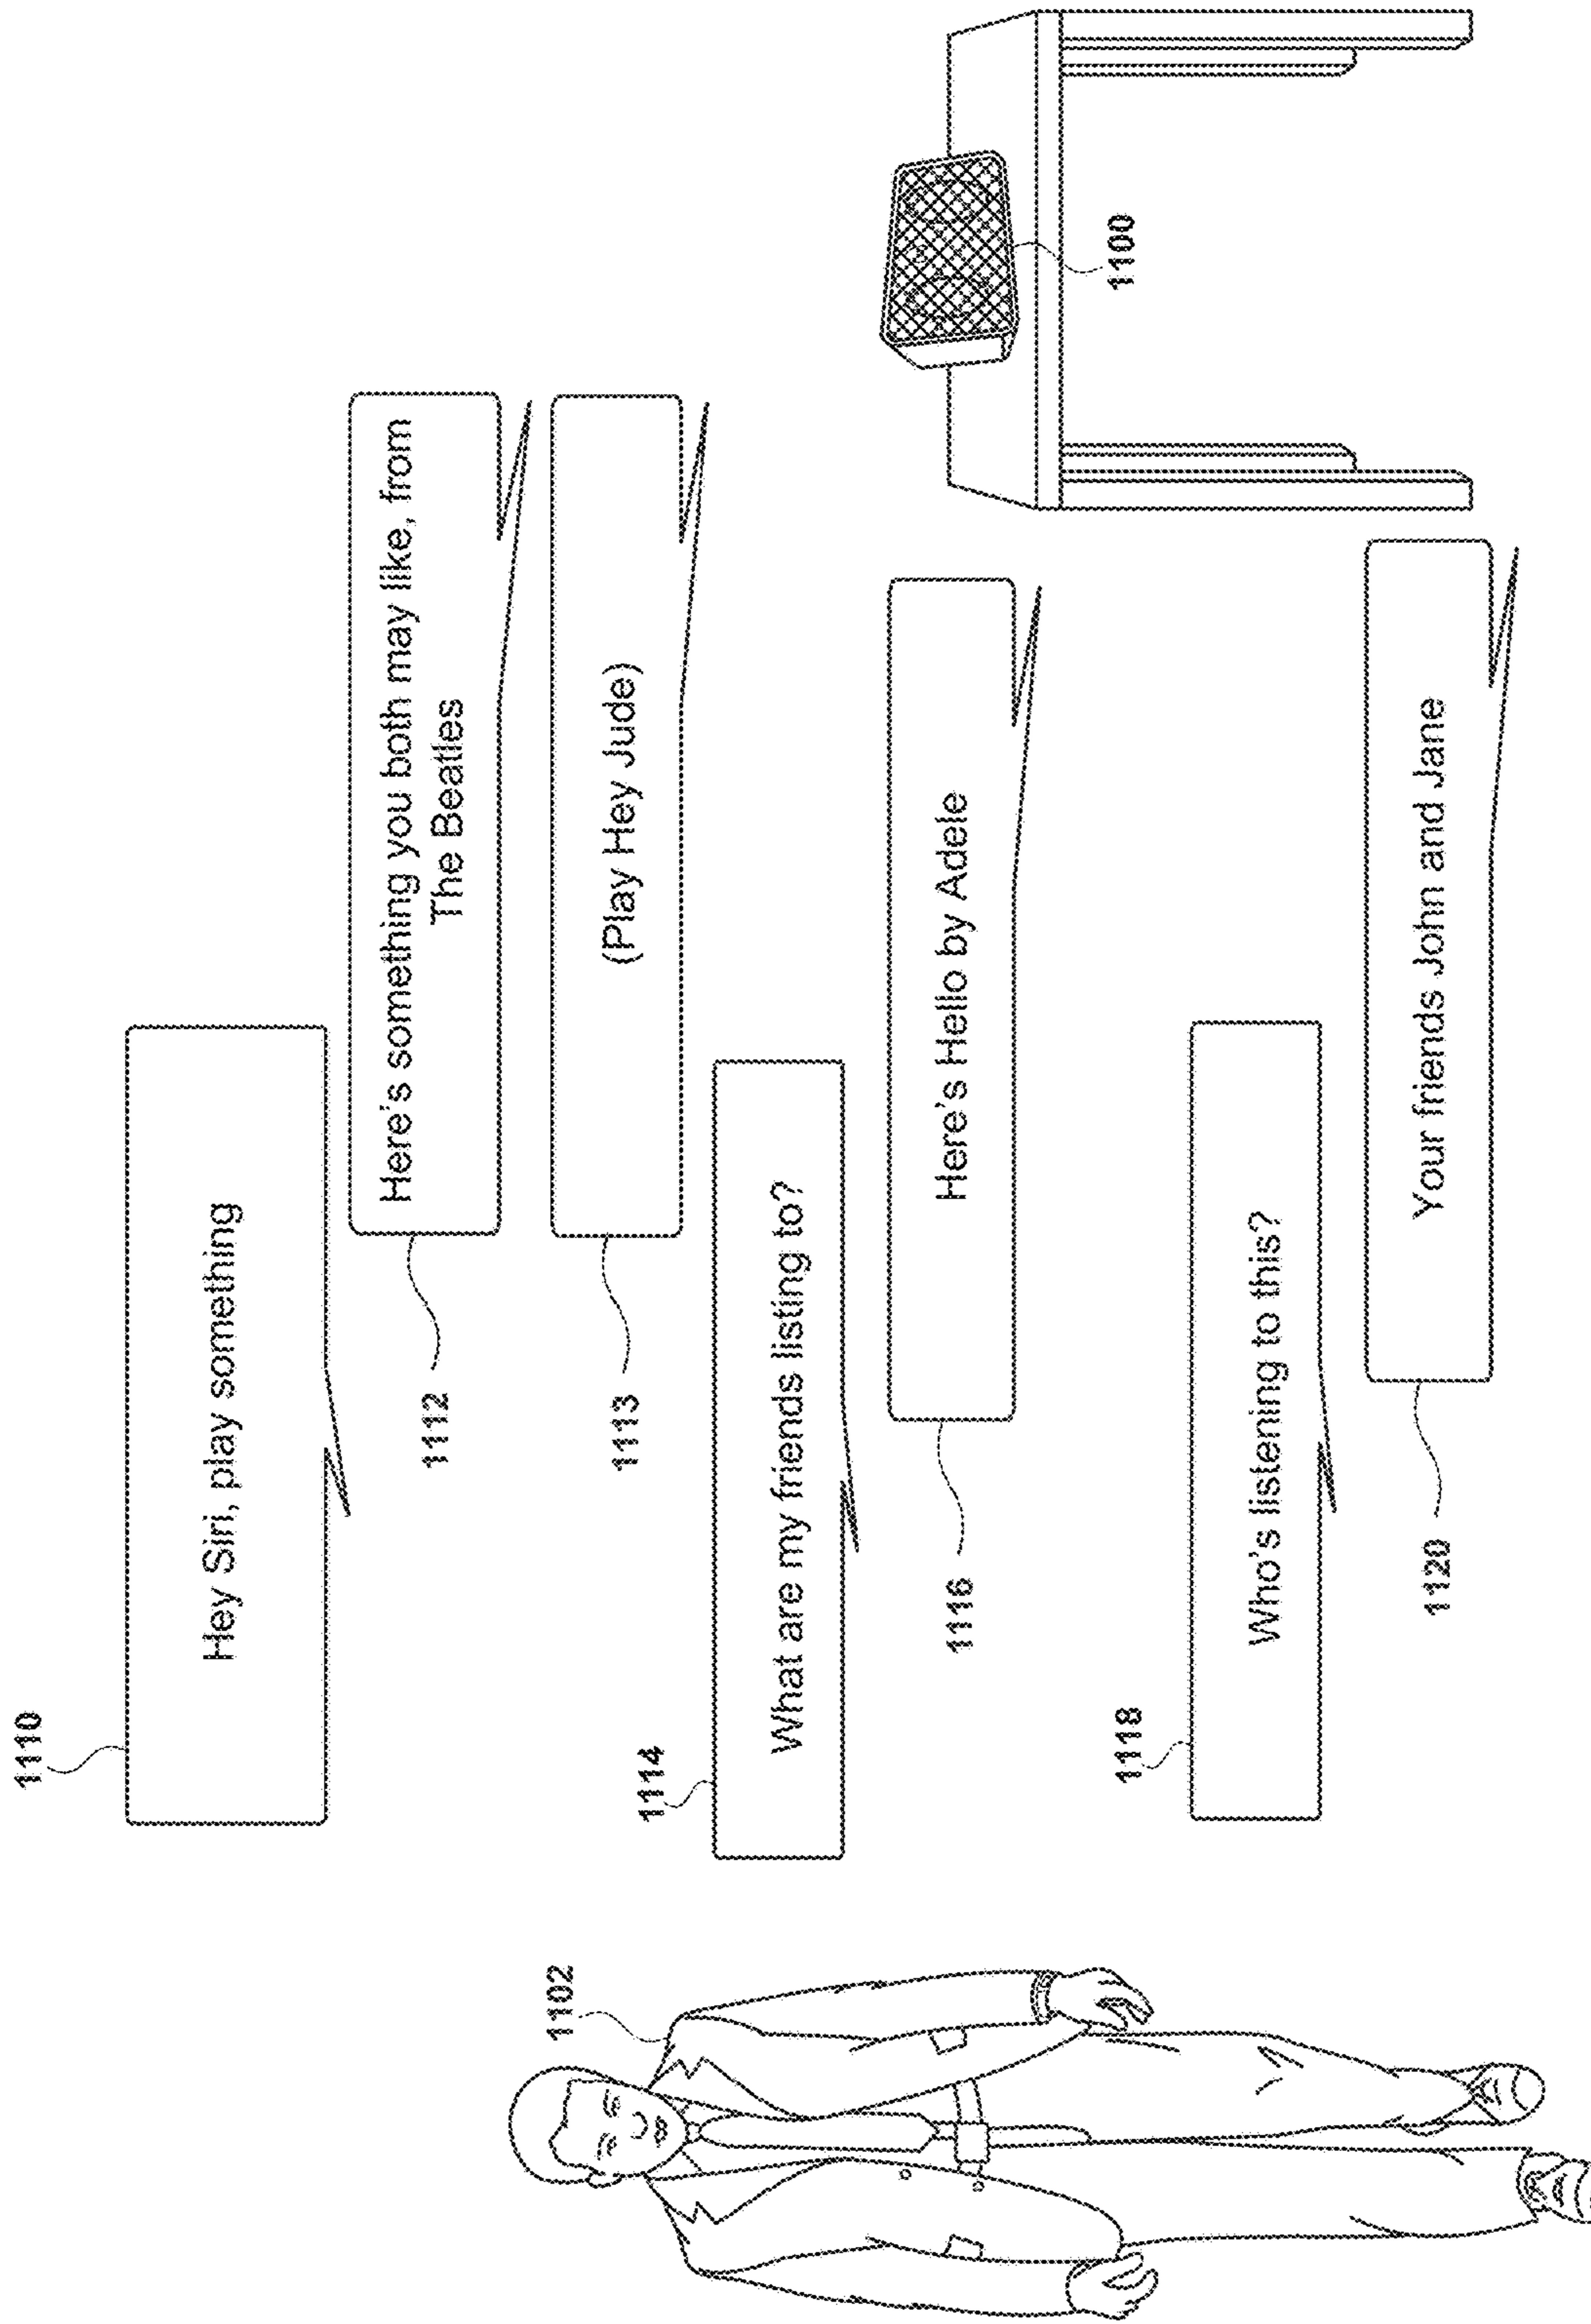 1110
Hey Siri, play something
Here's something you both may like, from
The Beatles
1112
(Play Hey Jude)
1113
1114
What are my friends listing to?
Here's Hello by Adele
1116
1118
Who's listening to this?
Your friends John and Jane
1120
1102
1100